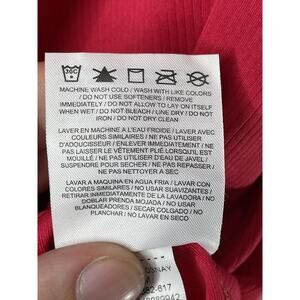 30C
MACHINE WASH COLD / WASH WITH LIKE COLORS
/ DO NOT USE SOFTENERS / REMOVE
IMMEDIATELY / DO NOT ALLOW TO LAY ON ITSELF
WHEN WET / DO NOT BLEACH / LINE DRY / DO NOT
IRON / DO NOT DRY CLEAN
LAVER EN MACHINE A L'EAU FROIDE / LAVER AVEC
COULEURS SIMILAIRES / NE PAS UTILISER
D'ADOUCISSEUR / ENLEVER IMMÉDIATEMENT / NE
PAS LAISSER LE VÊTEMENT PLIÉ LORSQU'IL EST
MOUILLÉ / NE PAS UTILISER D'EAU DE JAVEL /
SUSPENDRE POUR SECHER / NE PAS REPASSER /
NE PAS NETTOYER A SEC
LAVAR A MAQUINA EN AGUA FRIA / LAVAR CON
COLORES SIMILARES / NO USAR SUAVIZANTES /
RETIRAR INMEDIATAMENTE DE LA LAVADORA / NO
DOBLAR PRENDA MOJADA / NO USAR
BLANQUEADORES / SECAR COLGADO / NO
PLANCHAR / NO LAVAR EN SECO